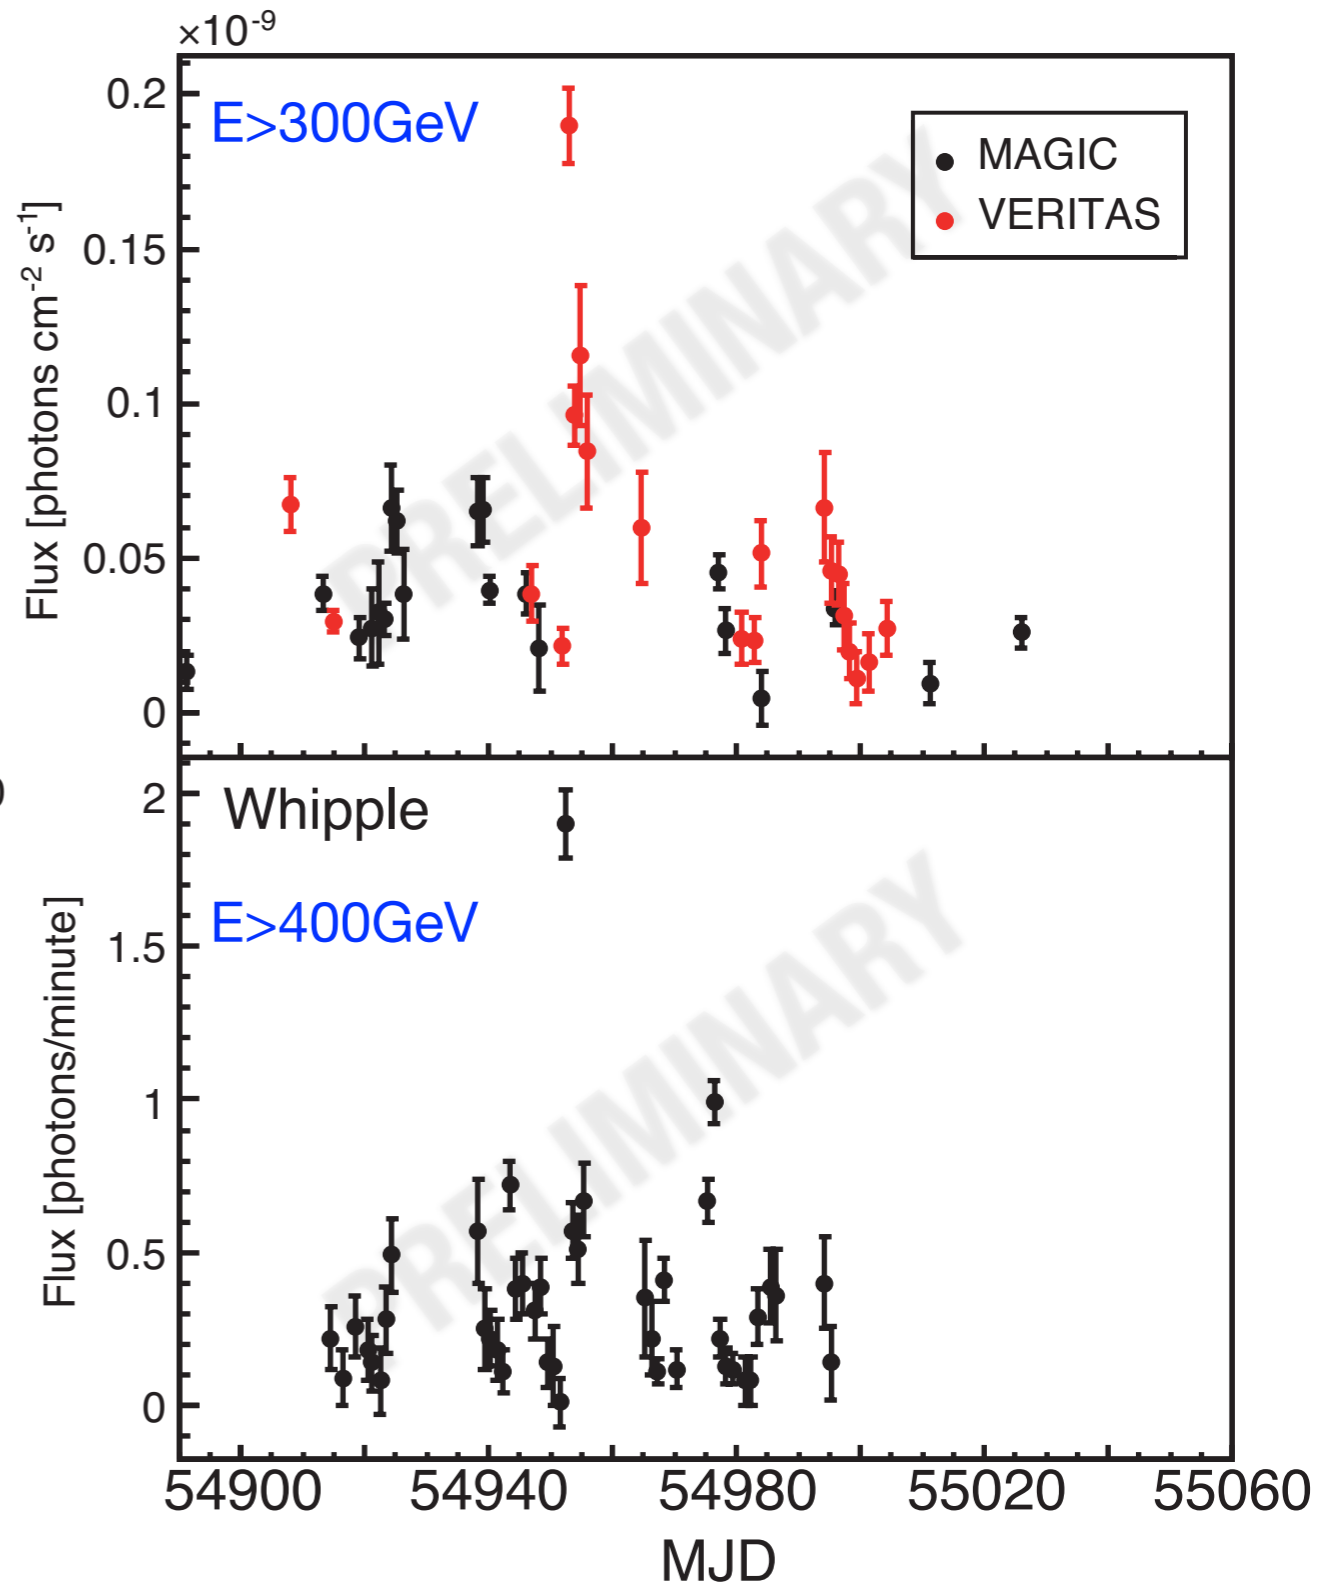 ×10⁻⁹
E>300GeV
MAGIC
VERITAS
0.2
0.15
0.1
0.05
0
Flux [photons cm⁻² s⁻¹]
PRELIMINARY
Whipple
E>400GeV
2
1.5
1
0.5
0
Flux [photons/minute]
PRELIMINARY
54900 54940 54980 55020 55060
MJD